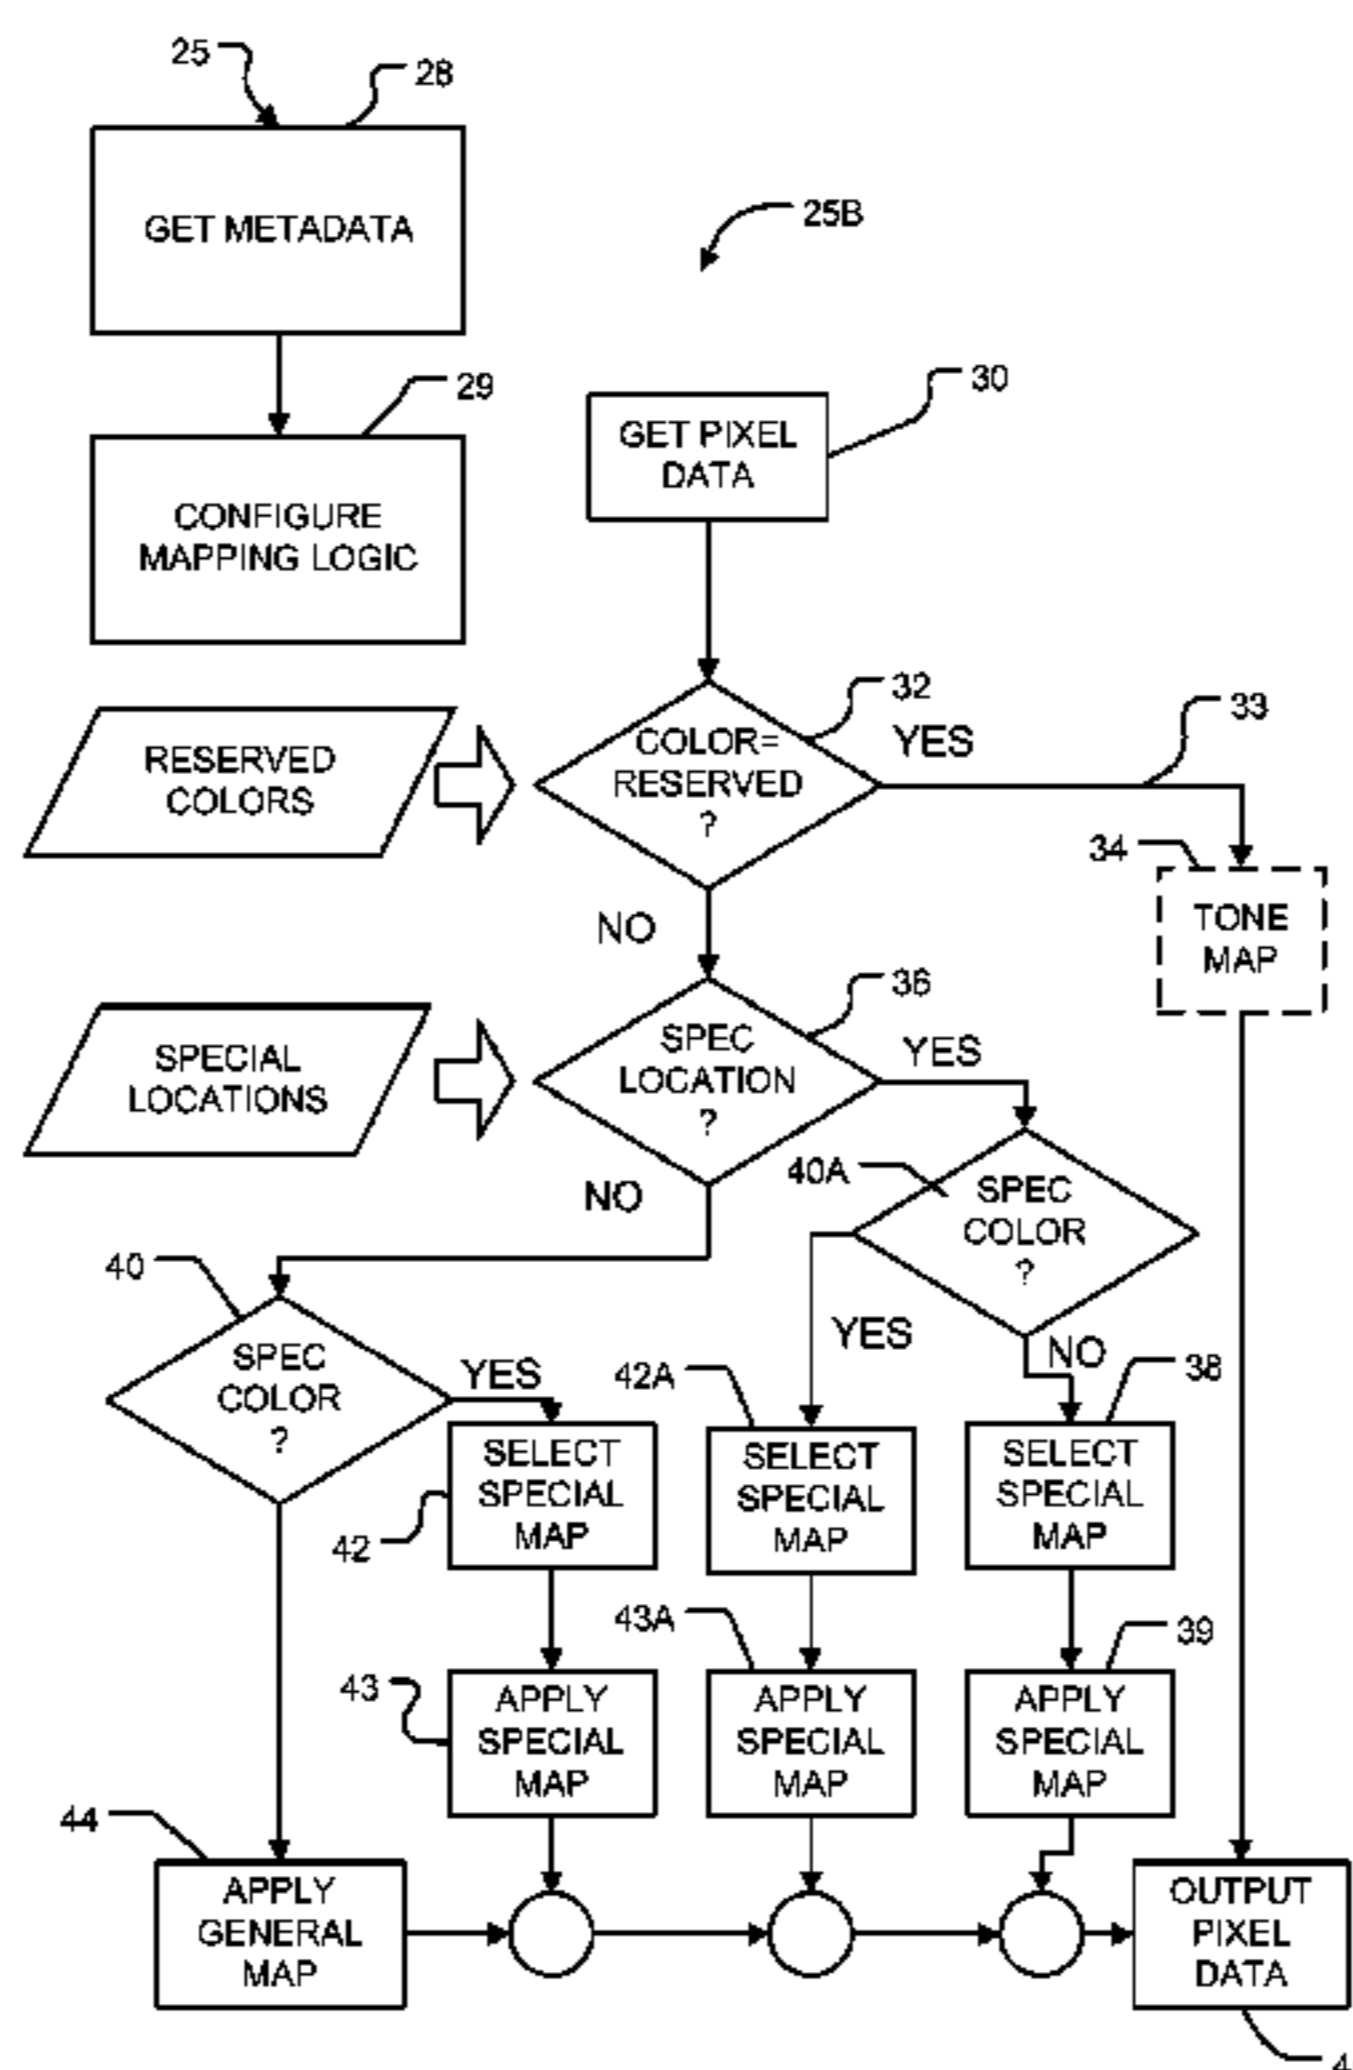 25
28
GET METADATA
25B
29
CONFIGURE
MAPPING LOGIC
30
GET PIXEL
DATA
32
33
RESERVED
COLORS
COLOR=
RESERVED
?
YES
34
TONE
MAP
NO
36
SPECIAL
LOCATIONS
SPEC
LOCATION
?
YES
40A
SPEC
COLOR
?
NO
40
SPEC
COLOR
?
YES
YES
NO
42A
38
SELECT
SPECIAL
MAP
42
SELECT
SPECIAL
MAP
SELECT
SPECIAL
MAP
43A
39
43
APPLY
SPECIAL
MAP
APPLY
SPECIAL
MAP
APPLY
SPECIAL
MAP
44
APPLY
GENERAL
MAP
OUTPUT
PIXEL
DATA